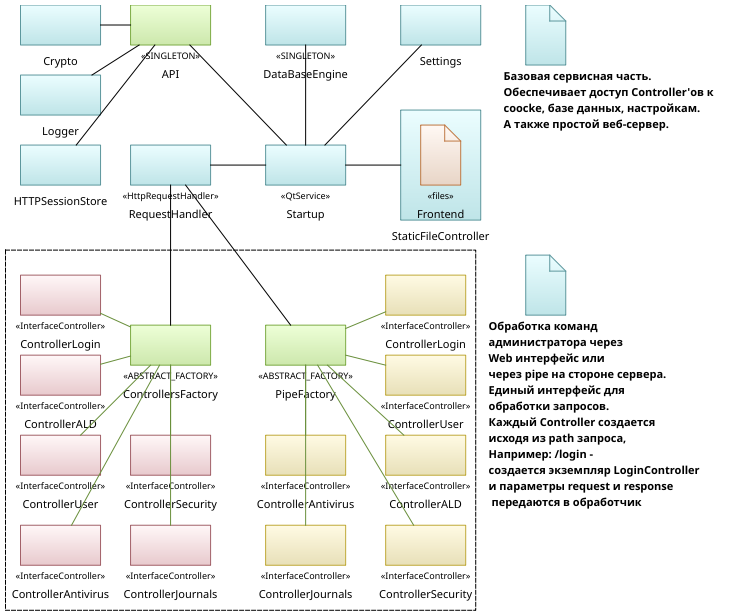 Crypto
«SINGLETON»
API
«SINGLETON»
DataBaseEngine
Settings
Базовая сервисная часть.
Обеспечивает доступ Controller'ов к
соocke, базе данных, настройкам.
А также простой веб-сервер.
Logger
HTTPSessionStore
«HttpRequestHandler»
RequestHandler
«QtService»
Startup
«files»
Frontend
StaticFileController
«InterfaceController»
ControllerLogin
«ABSTRACT_FACTORY»
ControllersFactory
«ABSTRACT_FACTORY»
PipeFactory
«InterfaceController»
ControllerLogin
«InterfaceController»
ControllerALD
«InterfaceController»
ControllerUser
«InterfaceController»
ControllerUser
«InterfaceController»
ControllerSecurity
«InterfaceController»
ControllerAntivirus
«InterfaceController»
ControllerALD
«InterfaceController»
ControllerAntivirus
«InterfaceController»
ControllerJournals
«InterfaceController»
ControllerJournals
«InterfaceController»
ControllerSecurity
Обработка команд
администратора через
Web интерфейс или
через pipe на стороне сервера.
Единый интерфейс для
обработки запросов.
Каждый Controller создается
исходя из path запроса,
Например: /login -
создается экземпляр LoginController
и параметры request и response
передаются в обработчик